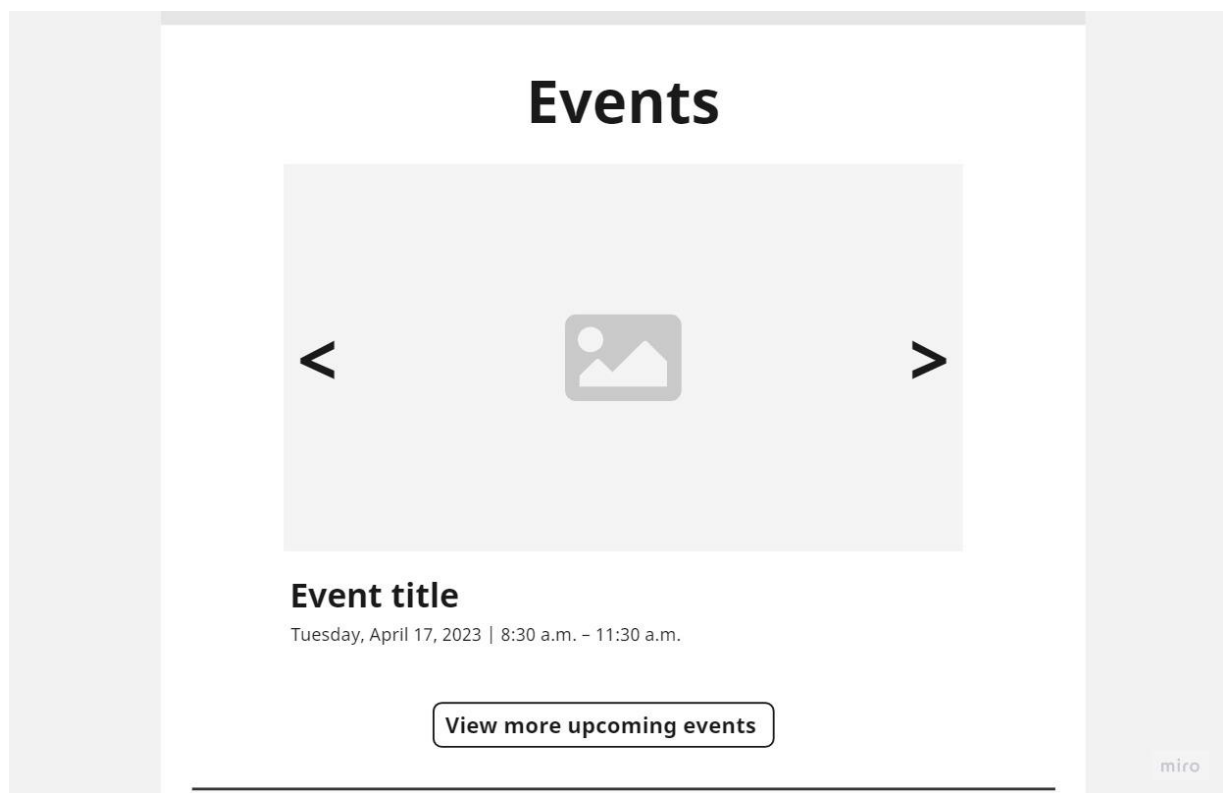 Events
< >
Event title
Tuesday, April 17, 2023 | 8:30 a.m. – 11:30 a.m.
View more upcoming events
miro